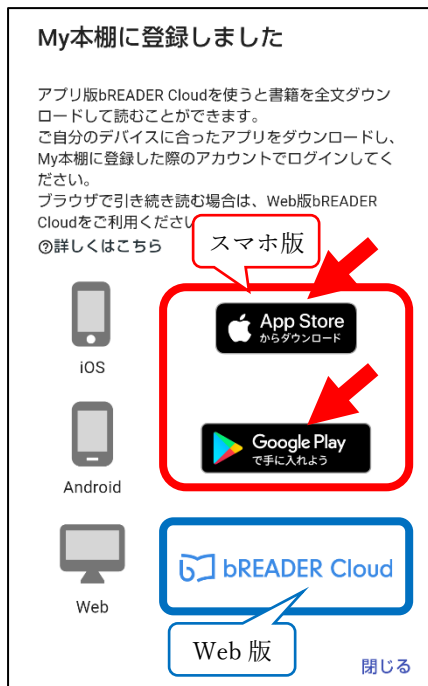 My本棚に登録しました
アプリ版bREADER Cloudを使うと書籍を全文ダウン
ロードして読むことができます。
ご自分のデバイスに合ったアプリをダウンロードし、
My本棚に登録した際のアカウントでログインしてく
ださい。
ブラウザで引き続き読む場合は、Web版bREADER
Cloudをご利用くださ
?詳しくはこちら
スマホ版
App Store
からダウンロード
iOS
Google Play
で手に入れよう
Android
bREADER Cloud
Web
Web 版
閉じる